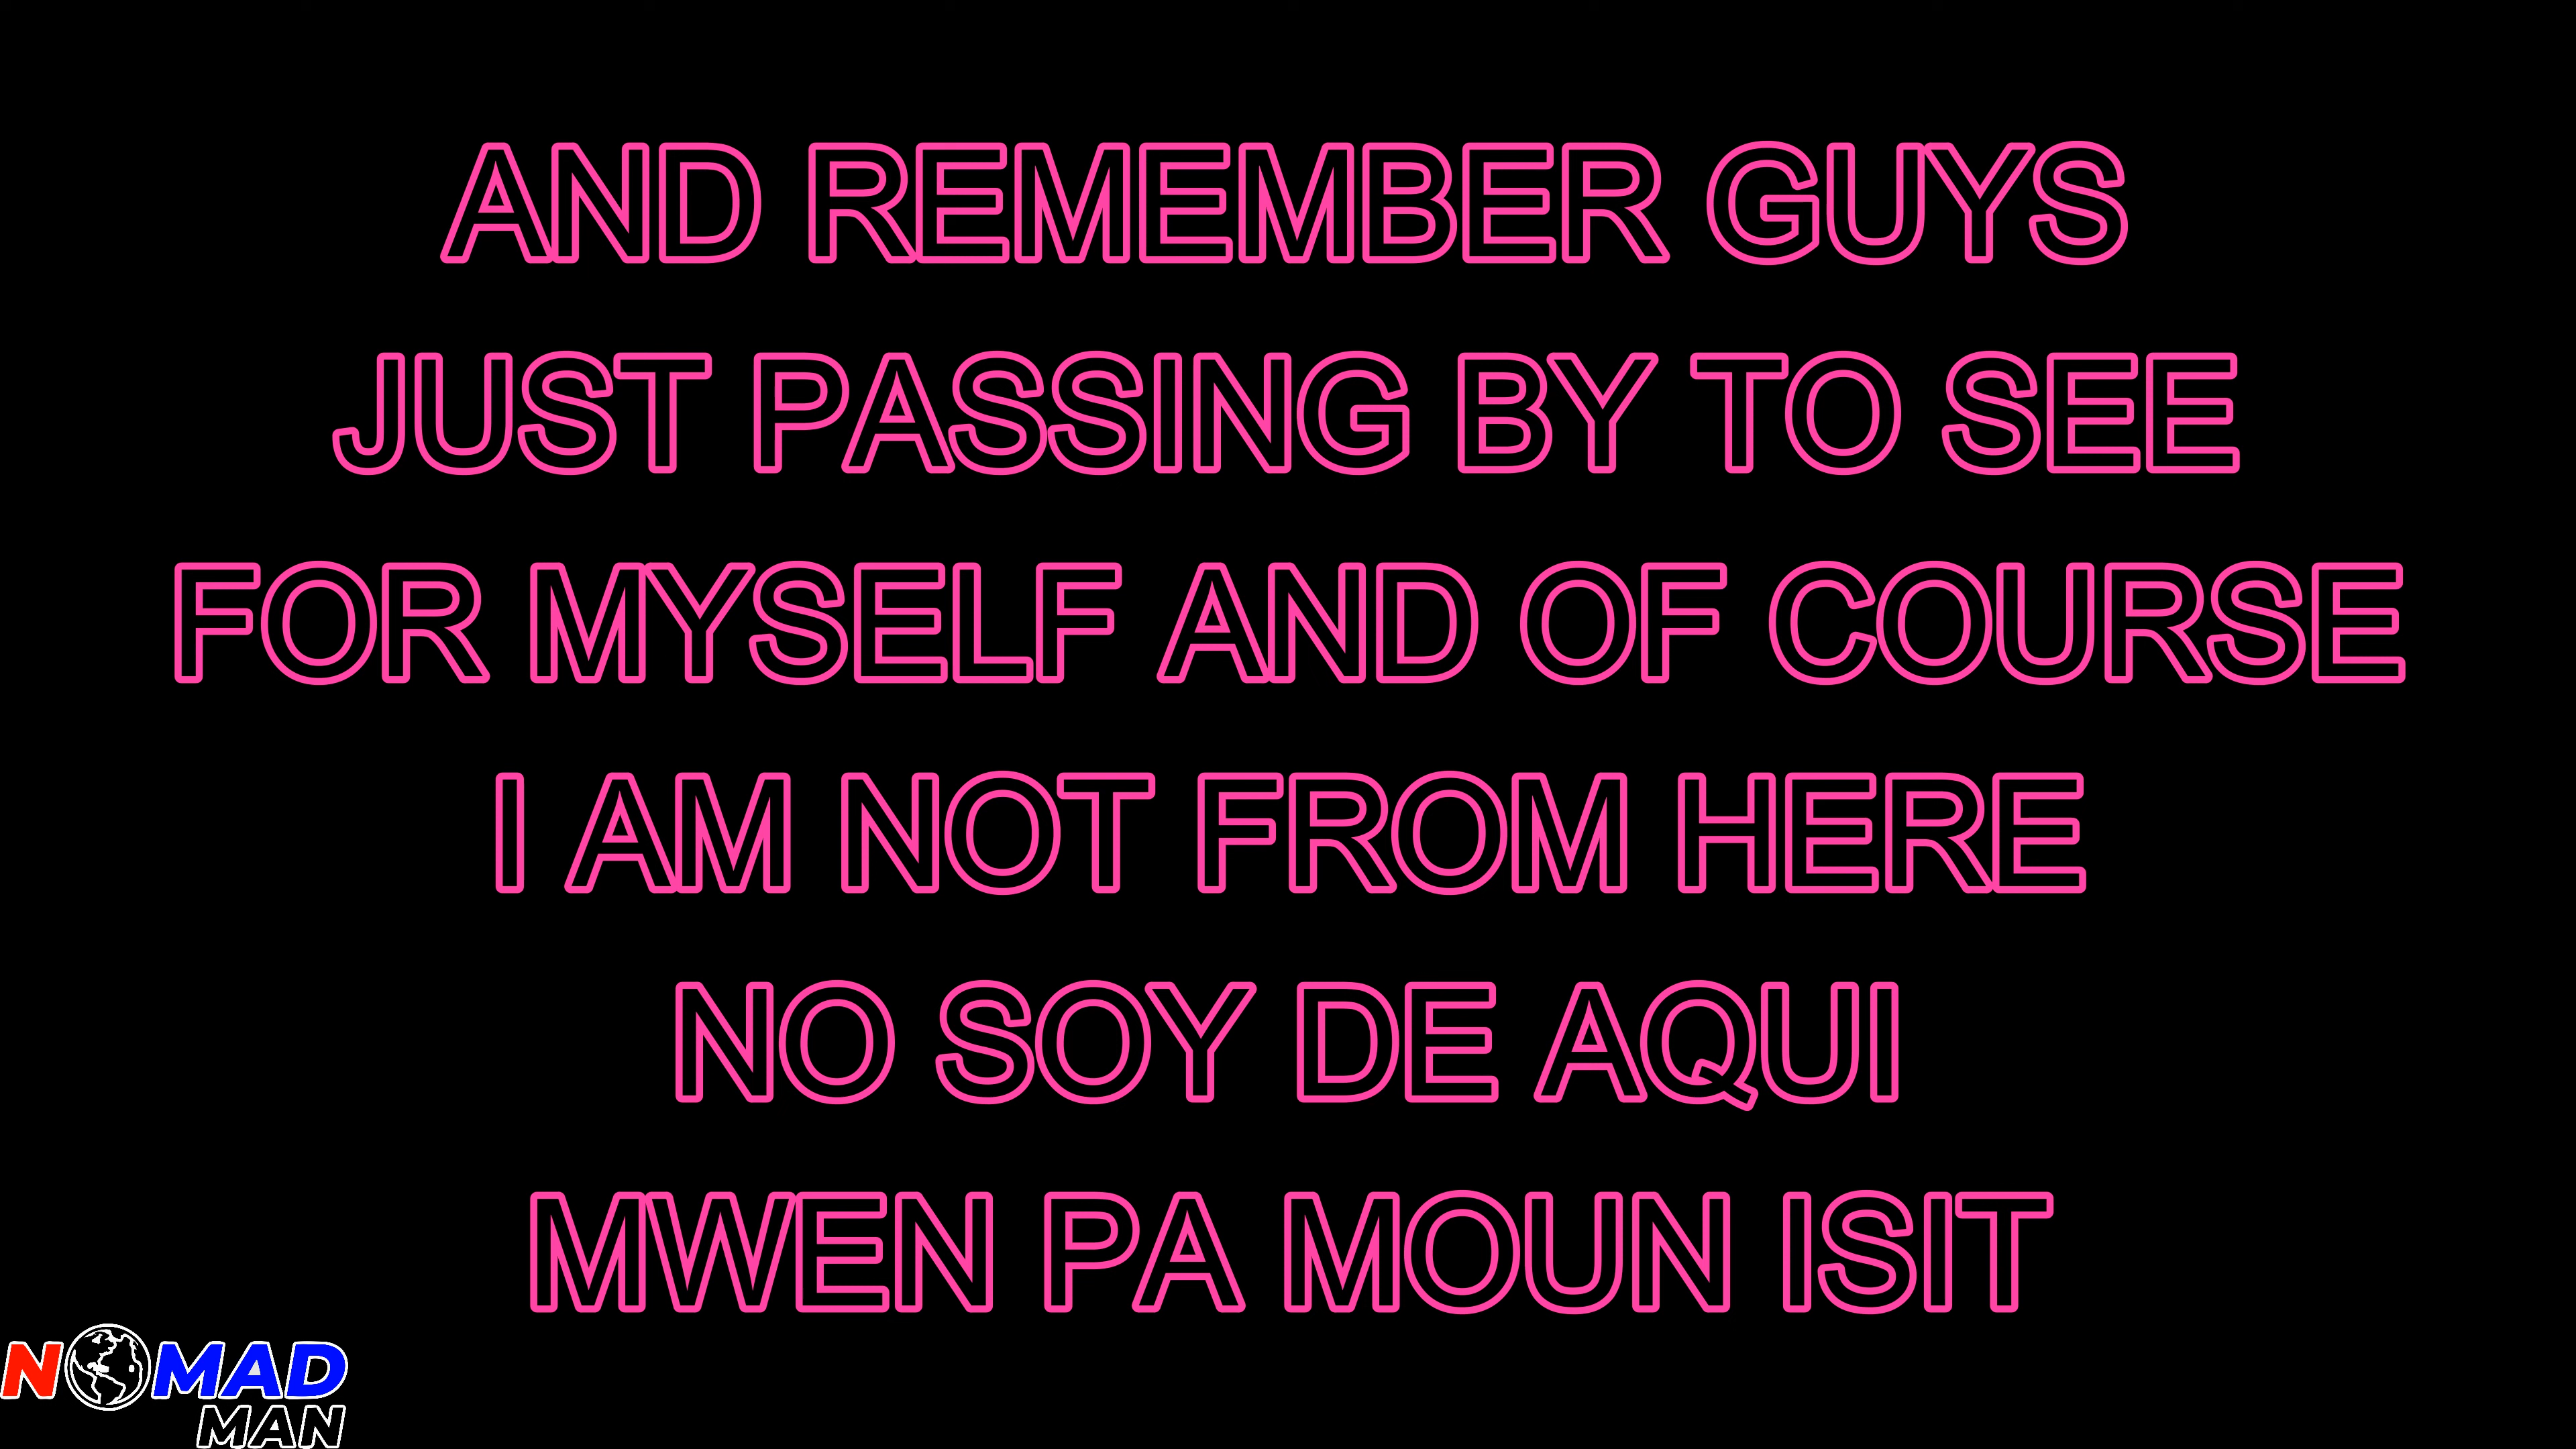 AND REMEMBER GUYS
JUST PASSING BY TO SEE
FOR MYSELF AND OF COURSE
I AM NOT FROM HERE
NO SOY DE AQUI
MWEN PA MOUN ISIT
NOMAD
MAN